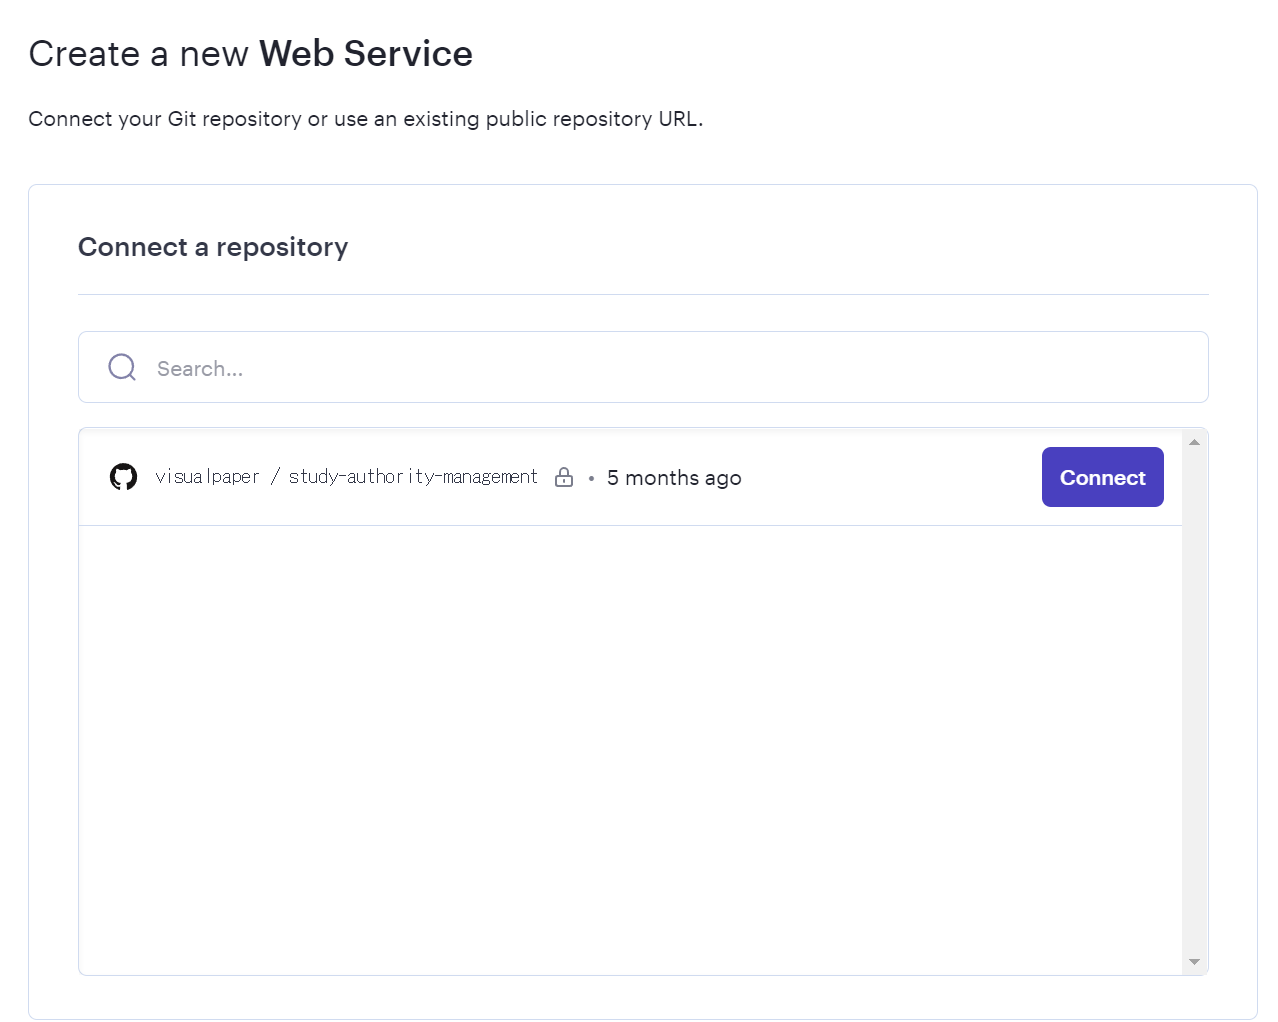 Create a new Web Service
Connect your Git repository or use an existing public repository URL.
Connect a repository
Search...
visualpaper / study-authority-management • 5 months ago Connect